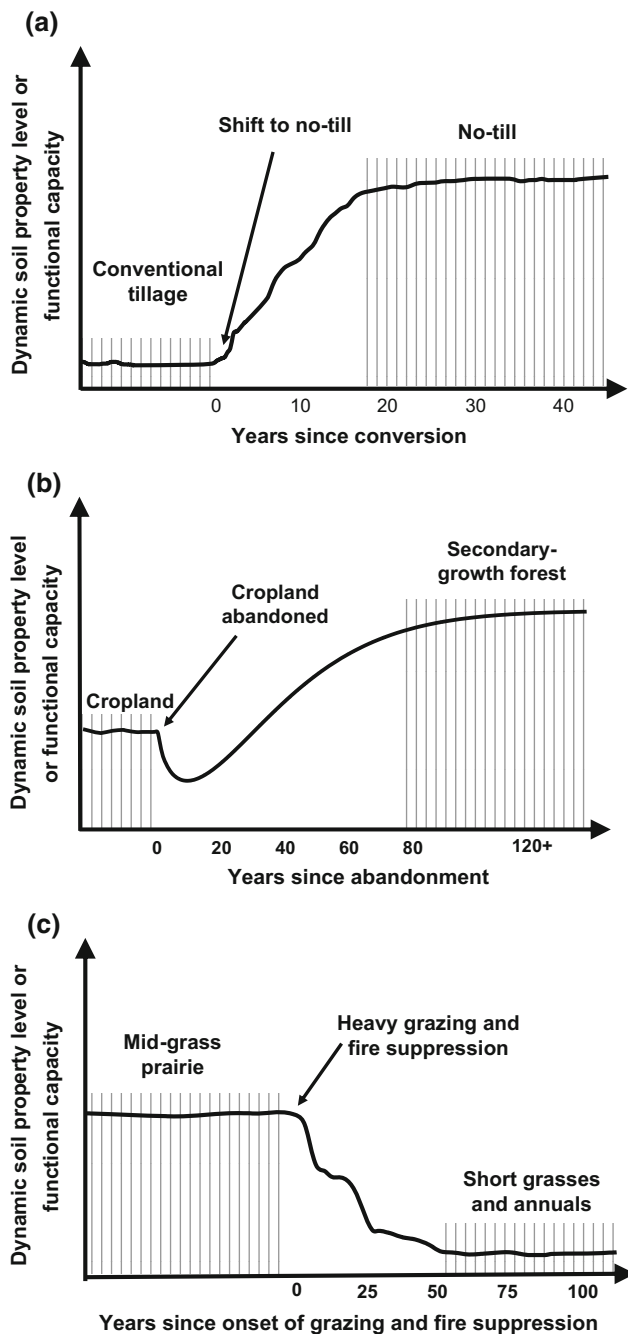 (a)
Dynamic soil property level or
functional capacity
Shift to no-till
No-till
Conventional
tillage
0 10 20 30 40
Years since conversion
(b)
Dynamic soil property level
or functional capacity
Secondary-
growth forest
Cropland
abandoned
Cropland
0 20 40 60 80 120+
Years since abandonment
(c)
Dynamic soil property level or
functional capacity
Heavy grazing and
fire suppression
Mid-grass
prairie
Short grasses
and annuals
0 25 50 75 100
Years since onset of grazing and fire suppression